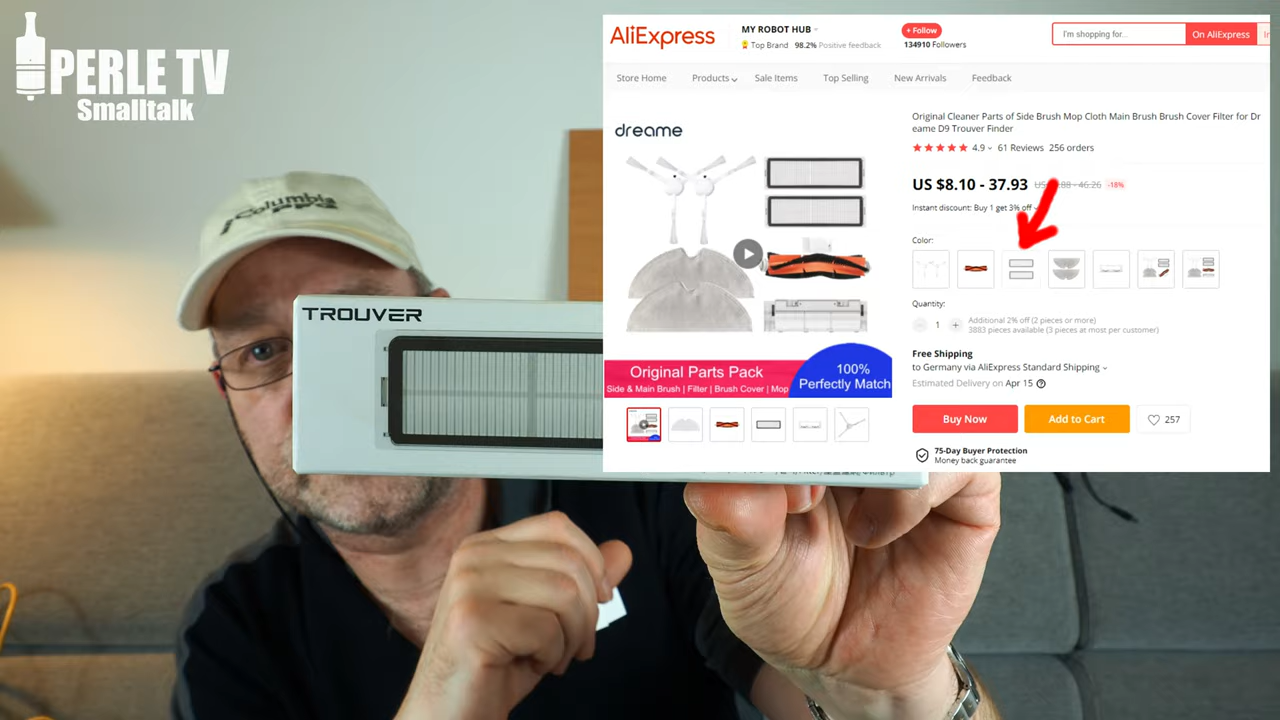 PERLE TV
Smalltalk
Columbia
PFG
TROUVER
AliExpress
MY ROBOT HUB
Top Brand 98.2% Positive feedback
+ Follow
134910 Followers
I'm shopping for...
On AliExpress
In
Store Home
Products
Sale Items
Top Selling
New Arrivals
Feedback
dreame
Original Parts Pack
Side & Main Brush | Filter | Brush Cover | Mop
100%
Perfectly Match
Original Cleaner Parts of Side Brush Mop Cloth Main Brush Brush Cover Filter for Dr
eame D9 Trouver Finder
4.9 61 Reviews 256 orders
US $8.10 - 37.93 - 46.26 -18%
Instant discount: Buy 1 get 3% off
Color:
Quantity:
1
Additional 2% off (2 pieces or more)
3883 pieces available (3 pieces at most per customer)
Free Shipping
to Germany via AliExpress Standard Shipping
Estimated Delivery on Apr 15
Buy Now
Add to Cart
257
75-Day Buyer Protection
Money back guarantee